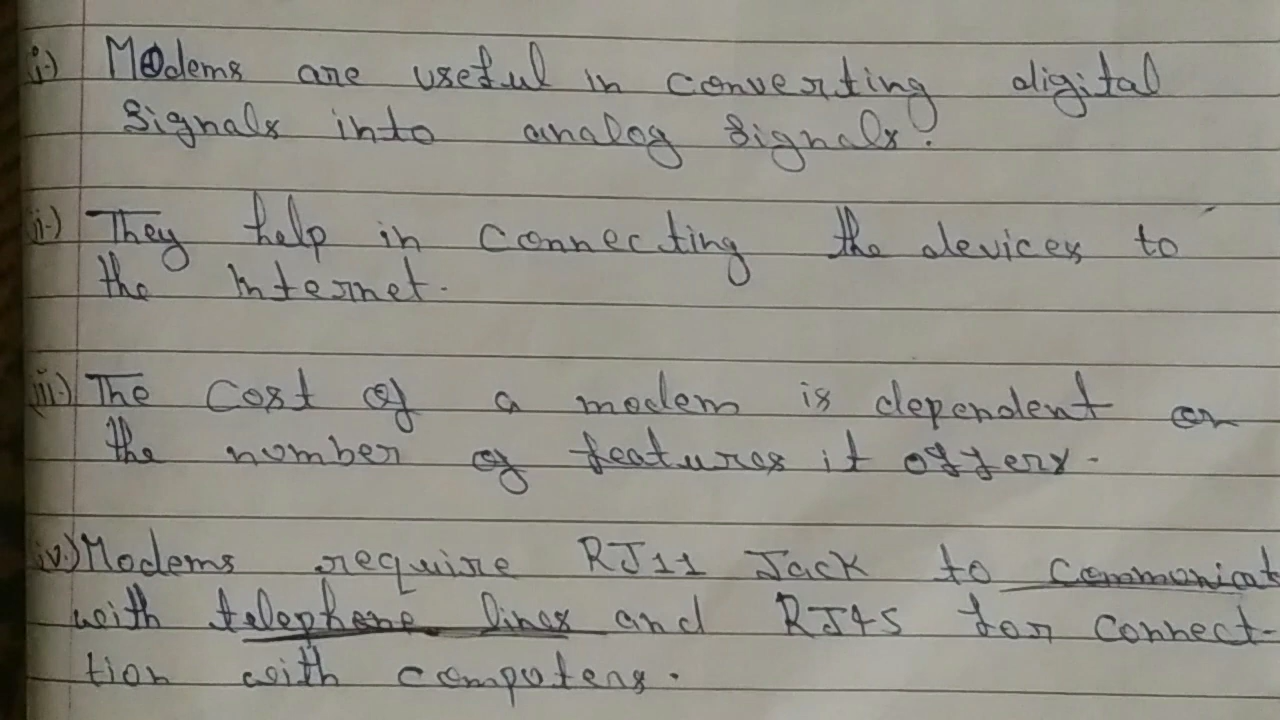 i.) Modems are useful in converting digital
signals into analog signals.
ii.) They help in connecting the devices to
the internet.
iii.) The cost of a modem is dependent on
the number of features it offers.
iv.) Modems require RJ11 Jack to communicat
with telephone lines and RJ45 for connect-
tion with computers.